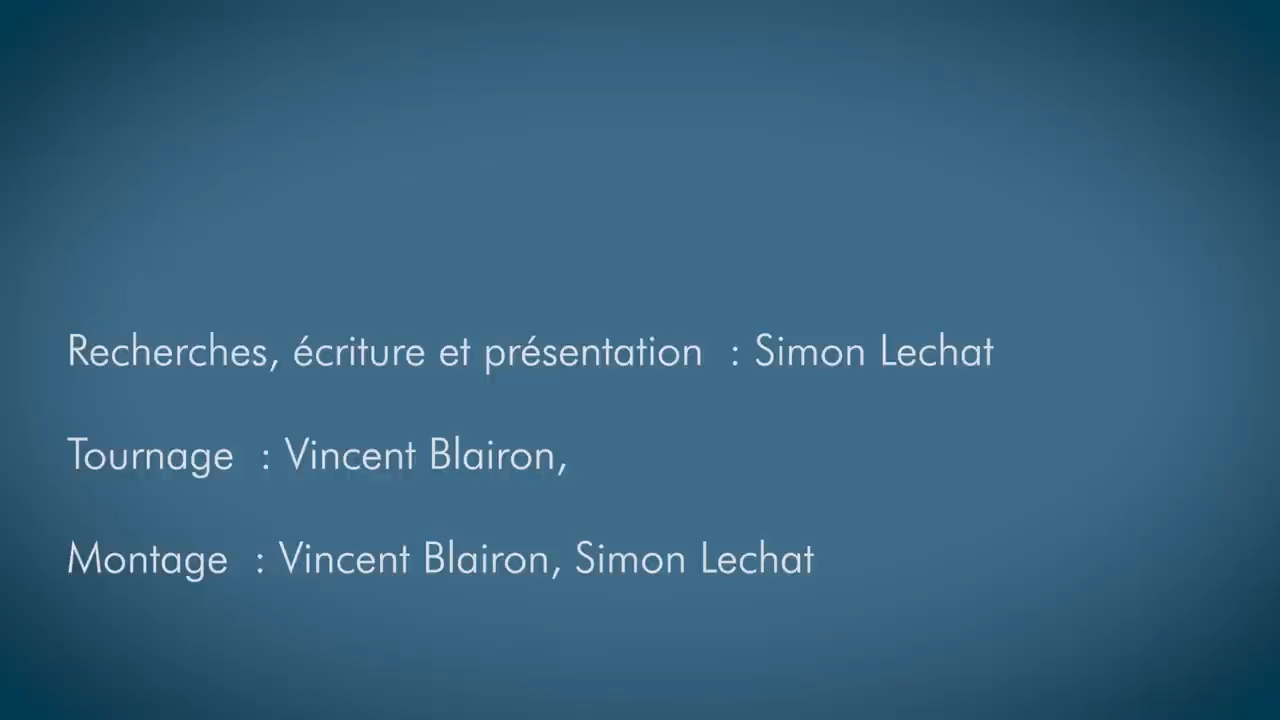 Recherches, écriture et présentation : Simon Lechat
Tournage : Vincent Blairon,
Montage : Vincent Blairon, Simon Lechat